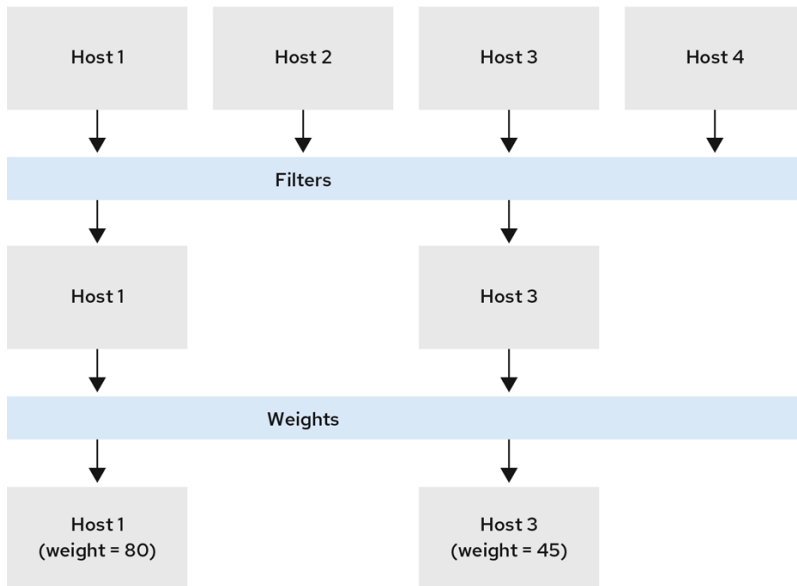 Host 1
Host 2
Host 3
Host 4
Filters
Host 1
Host 3
Weights
Host 1
(weight = 80)
Host 3
(weight = 45)